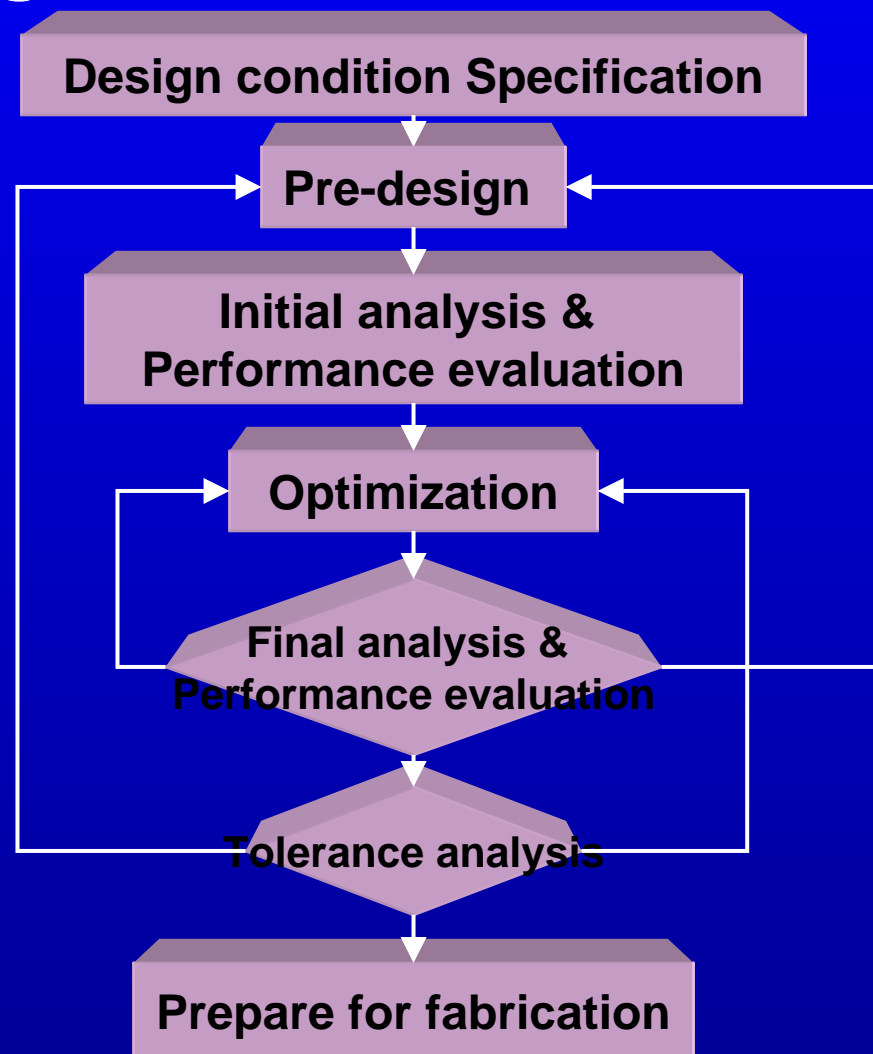 Design condition Specification
Pre-design
Initial analysis &
Performance evaluation
Optimization
Final analysis &
Performance evaluation
Tolerance analysis
Prepare for fabrication